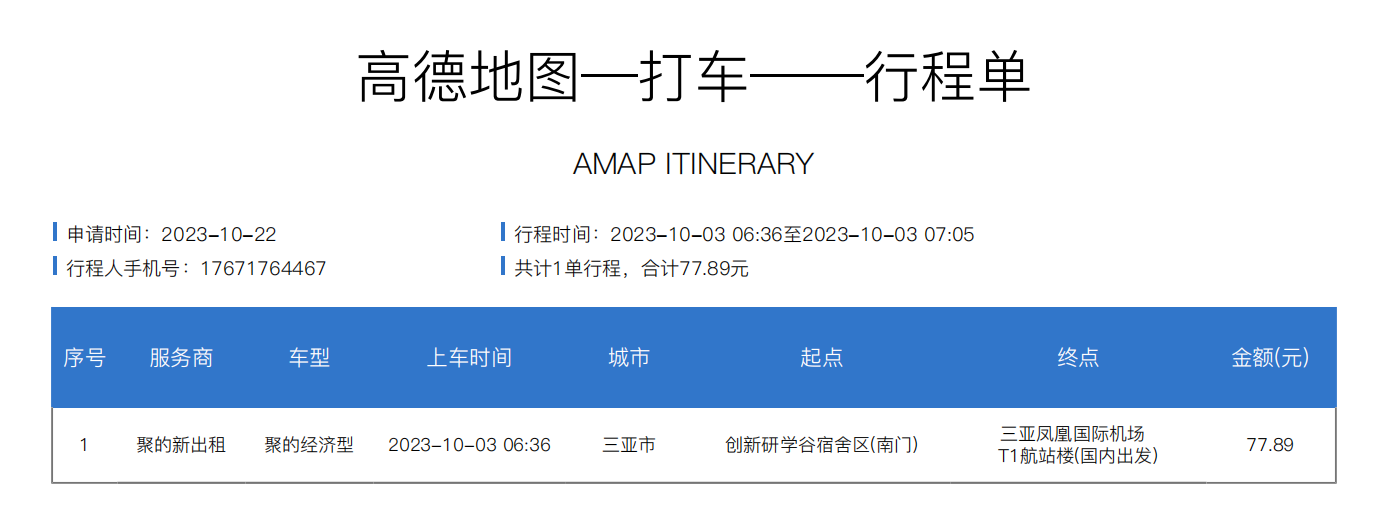 高德地图—打车——行程单
AMAP ITINERARY
申请时间：2023-10-22
行程时间：2023-10-03 06:36至2023-10-03 07:05
行程人手机号：17671764467
共计1单行程，合计77.89元
序号 服务商 车型 上车时间 城市 起点 终点 金额(元)
1 聚的新出租 聚的经济型 2023-10-03 06:36 三亚市 创新研学谷宿舍区(南门) 三亚凤凰国际机场 77.89
T1航站楼(国内出发)